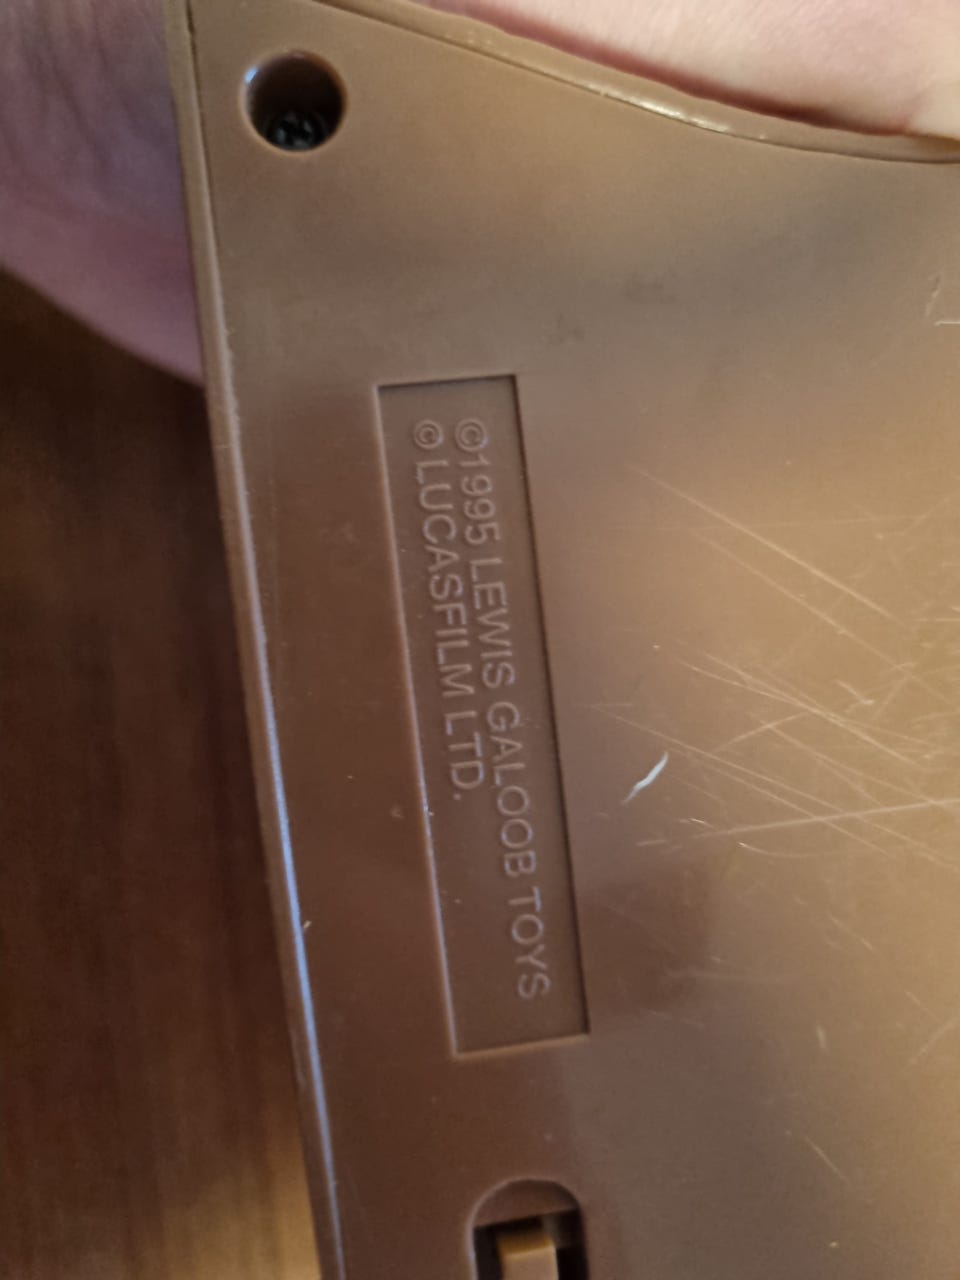 ©1995 LEWIS GALOOB TOYS
© LUCASFILM LTD.